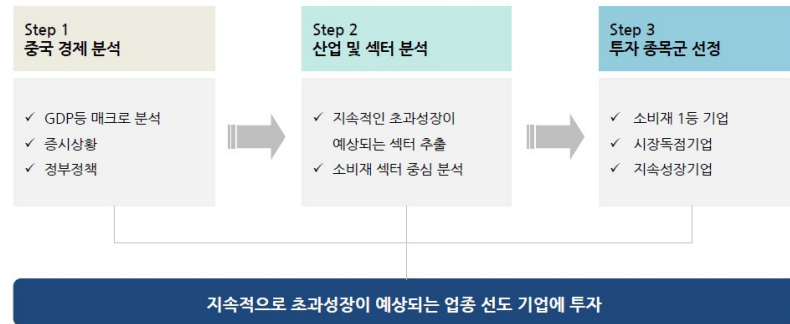 Step 1
중국 경제 분석
✓ GDP등 매크로 분석
✓ 증시상황
✓ 정부정책
Step 2
산업 및 섹터 분석
✓ 지속적인 초과성장이
예상되는 섹터 추출
✓ 소비재 섹터 중심 분석
Step 3
투자 종목군 선정
✓ 소비재 1등 기업
✓ 시장독점기업
✓ 지속성장기업
지속적으로 초과성장이 예상되는 업종 선도 기업에 투자